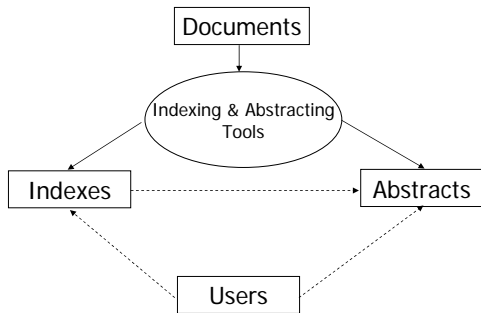 Documents
Indexing & Abstracting
Tools
Indexes
Abstracts
Users